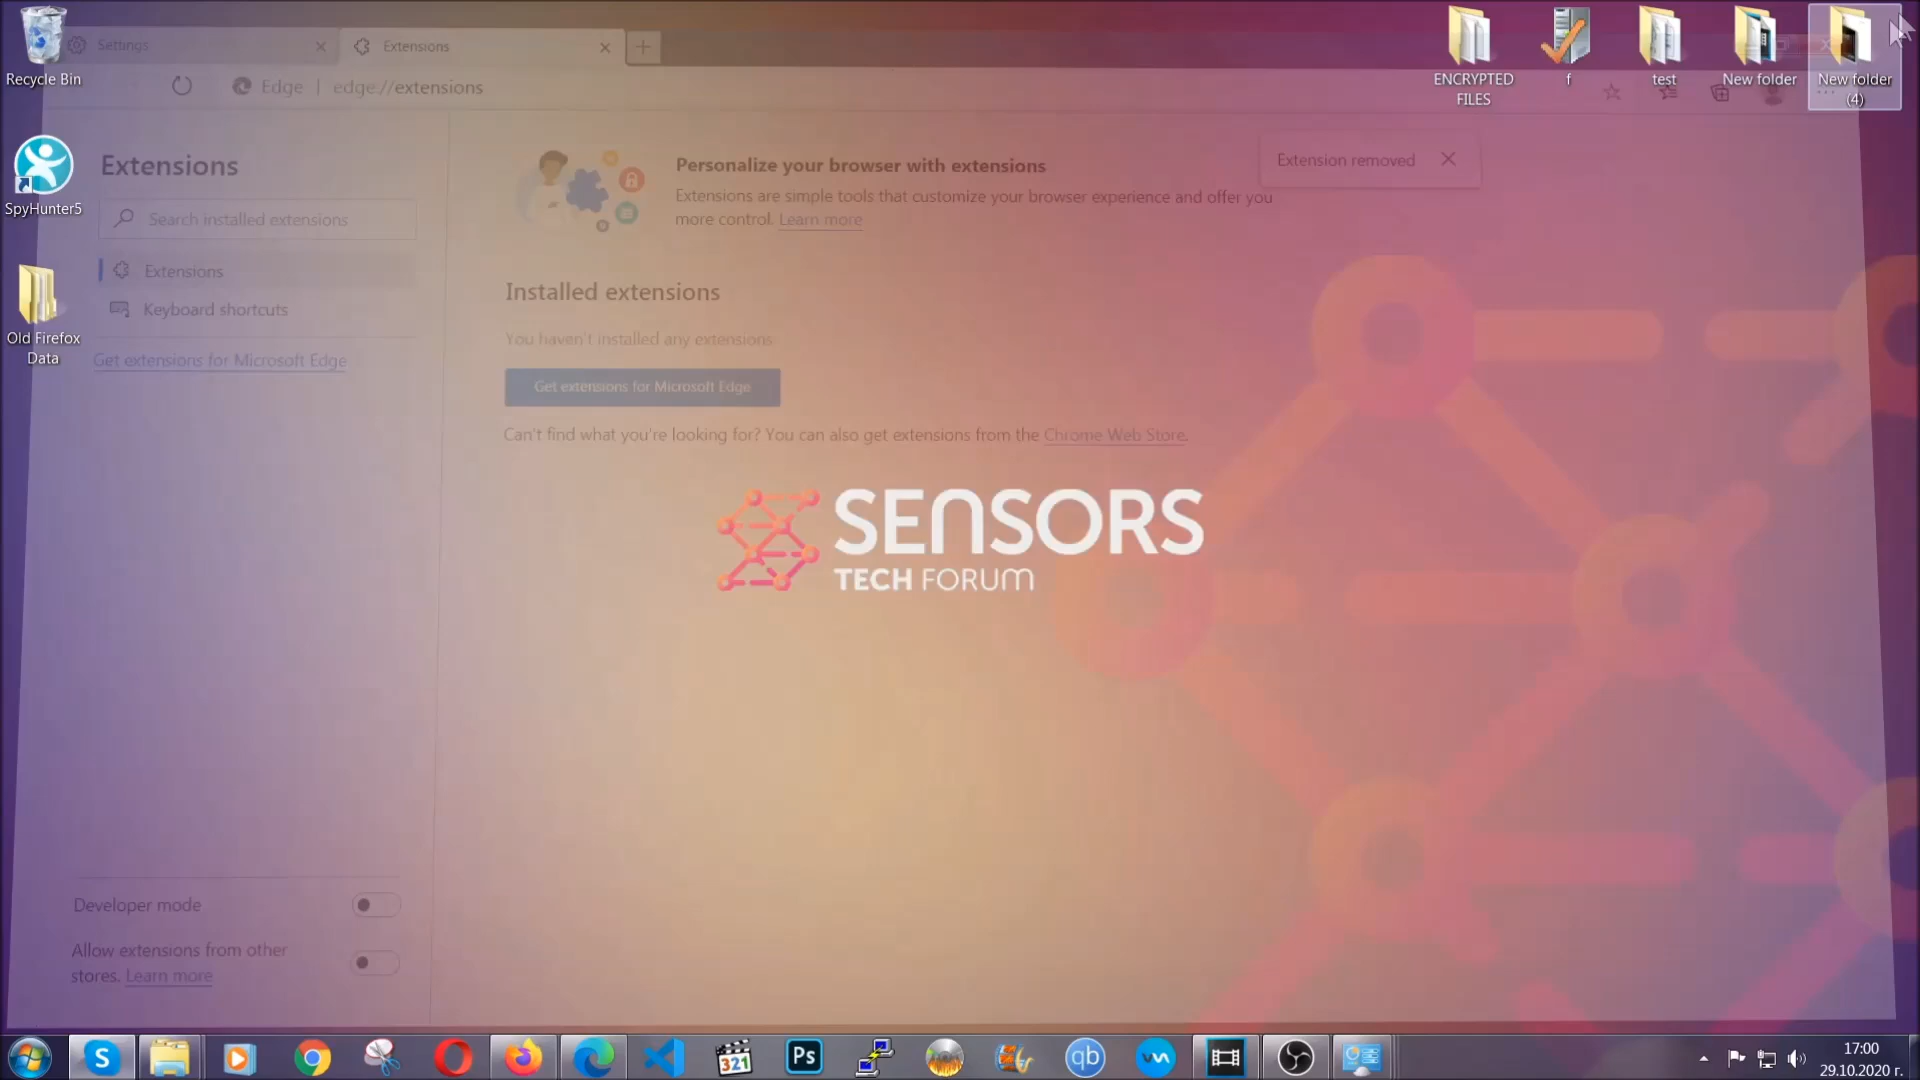 Recycle Bin
SpyHunter5
Old Firefox
Data
Settings
Extensions
Edge | edge://extensions
ENCRYPTED
FILES
f
test
New folder
New folder
(4)
Extensions
Search installed extensions
Extensions
Keyboard shortcuts
Get extensions for Microsoft Edge
Personalize your browser with extensions
Extensions are simple tools that customize your browser experience and offer you
more control. Learn more
Extension removed
Installed extensions
You haven't installed any extensions
Get extensions for Microsoft Edge
Can't find what you're looking for? You can also get extensions from the Chrome Web Store.
SENSORS
TECH FORUM
Developer mode
Allow extensions from other
stores. Learn more
S
321
Ps
qb
17:00
29.10.2020 г.